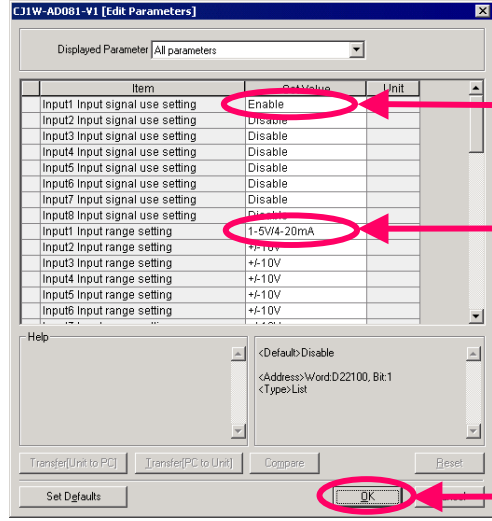 CJ1W-AD081-V1 [Edit Parameters]
Displayed Parameter All parameters
Item Set Value Unit
Input1 Input signal use setting Enable
Input2 Input signal use setting Disable
Input3 Input signal use setting Disable
Input4 Input signal use setting Disable
Input5 Input signal use setting Disable
Input6 Input signal use setting Disable
Input7 Input signal use setting Disable
Input8 Input signal use setting Disable
Input1 Input range setting 1-5V/4-20mA
Input2 Input range setting +/-10V
Input3 Input range setting +/-10V
Input4 Input range setting +/-10V
Input5 Input range setting +/-10V
Input6 Input range setting +/-10V
Help
<Default>Disable
<Address>Word:D22100, Bit:1
<Type>List
Transfer[Unit to PC] Transfer[PC to Unit] Compare Reset
Set Defaults OK